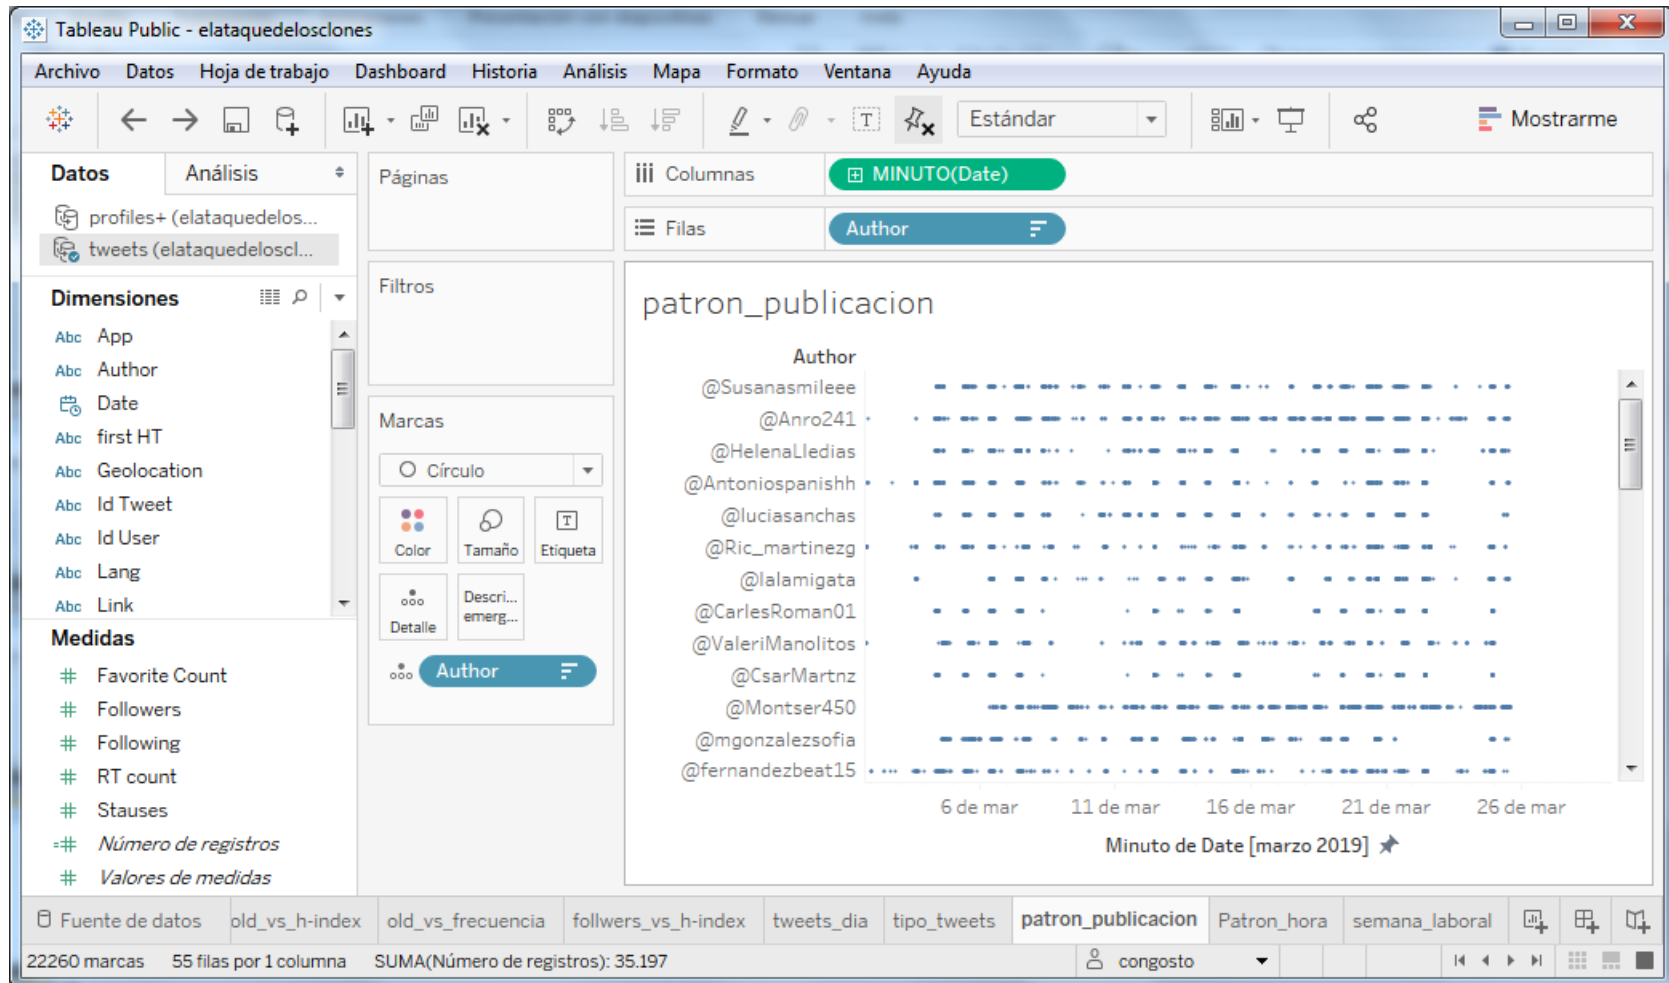 Tableau Public - elataquedelosclones
Archivo Datos Hoja de trabajo Dashboard Historia Análisis Mapa Formato Ventana Ayuda
Estándar
Mostrarme
Datos Análisis
profiles+ (elataquedelos...
tweets (elataquedeloscl...
Dimensiones
Abc App
Abc Author
Date
Abc first HT
Abc Geolocation
Abc Id Tweet
Abc Id User
Abc Lang
Abc Link
Medidas
# Favorite Count
# Followers
# Following
# RT count
# Stauses
=# Número de registros
# Valores de medidas
Páginas
Filtros
Marcas
Círculo
Color Tamaño Etiqueta
Detalle Descri... emerg...
Author
Columnas MINUTO(Date)
Filas Author
patron_publicacion
Author
@Susanasmileee
@Anro241
@HelenaLledias
@Antoniospanishh
@luciasanchas
@Ric_martinezg
@lalamigata
@CarlesRoman01
@ValeriManolitos
@CsarMartnz
@Montser450
@mgonzalezsofia
@fernandezbeat15
6 de mar 11 de mar 16 de mar 21 de mar 26 de mar
Minuto de Date [marzo 2019]
Fuente de datos old_vs_h-index old_vs_frecuencia follwers_vs_h-index tweets_dia tipo_tweets patron_publicacion Patron_hora semana_laboral
22260 marcas 55 filas por 1 columna SUMA(Número de registros): 35.197 congosto